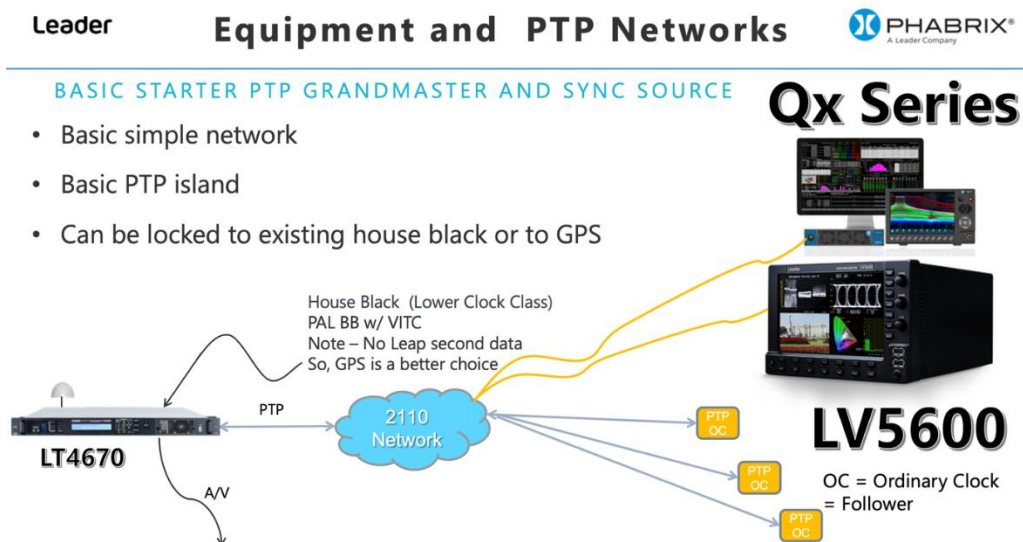 Leader
Equipment and PTP Networks
PHABRIX®
A Leader Company
BASIC STARTER PTP GRANDMASTER AND SYNC SOURCE
Qx Series
• Basic simple network
• Basic PTP island
• Can be locked to existing house black or to GPS
House Black (Lower Clock Class)
PAL BB w/ VITC
Note – No Leap second data
So, GPS is a better choice
PTP
2110
Network
LT4670
A/V
PTP
OC
PTP
OC
PTP
OC
Leader
LV5600
OC = Ordinary Clock
= Follower